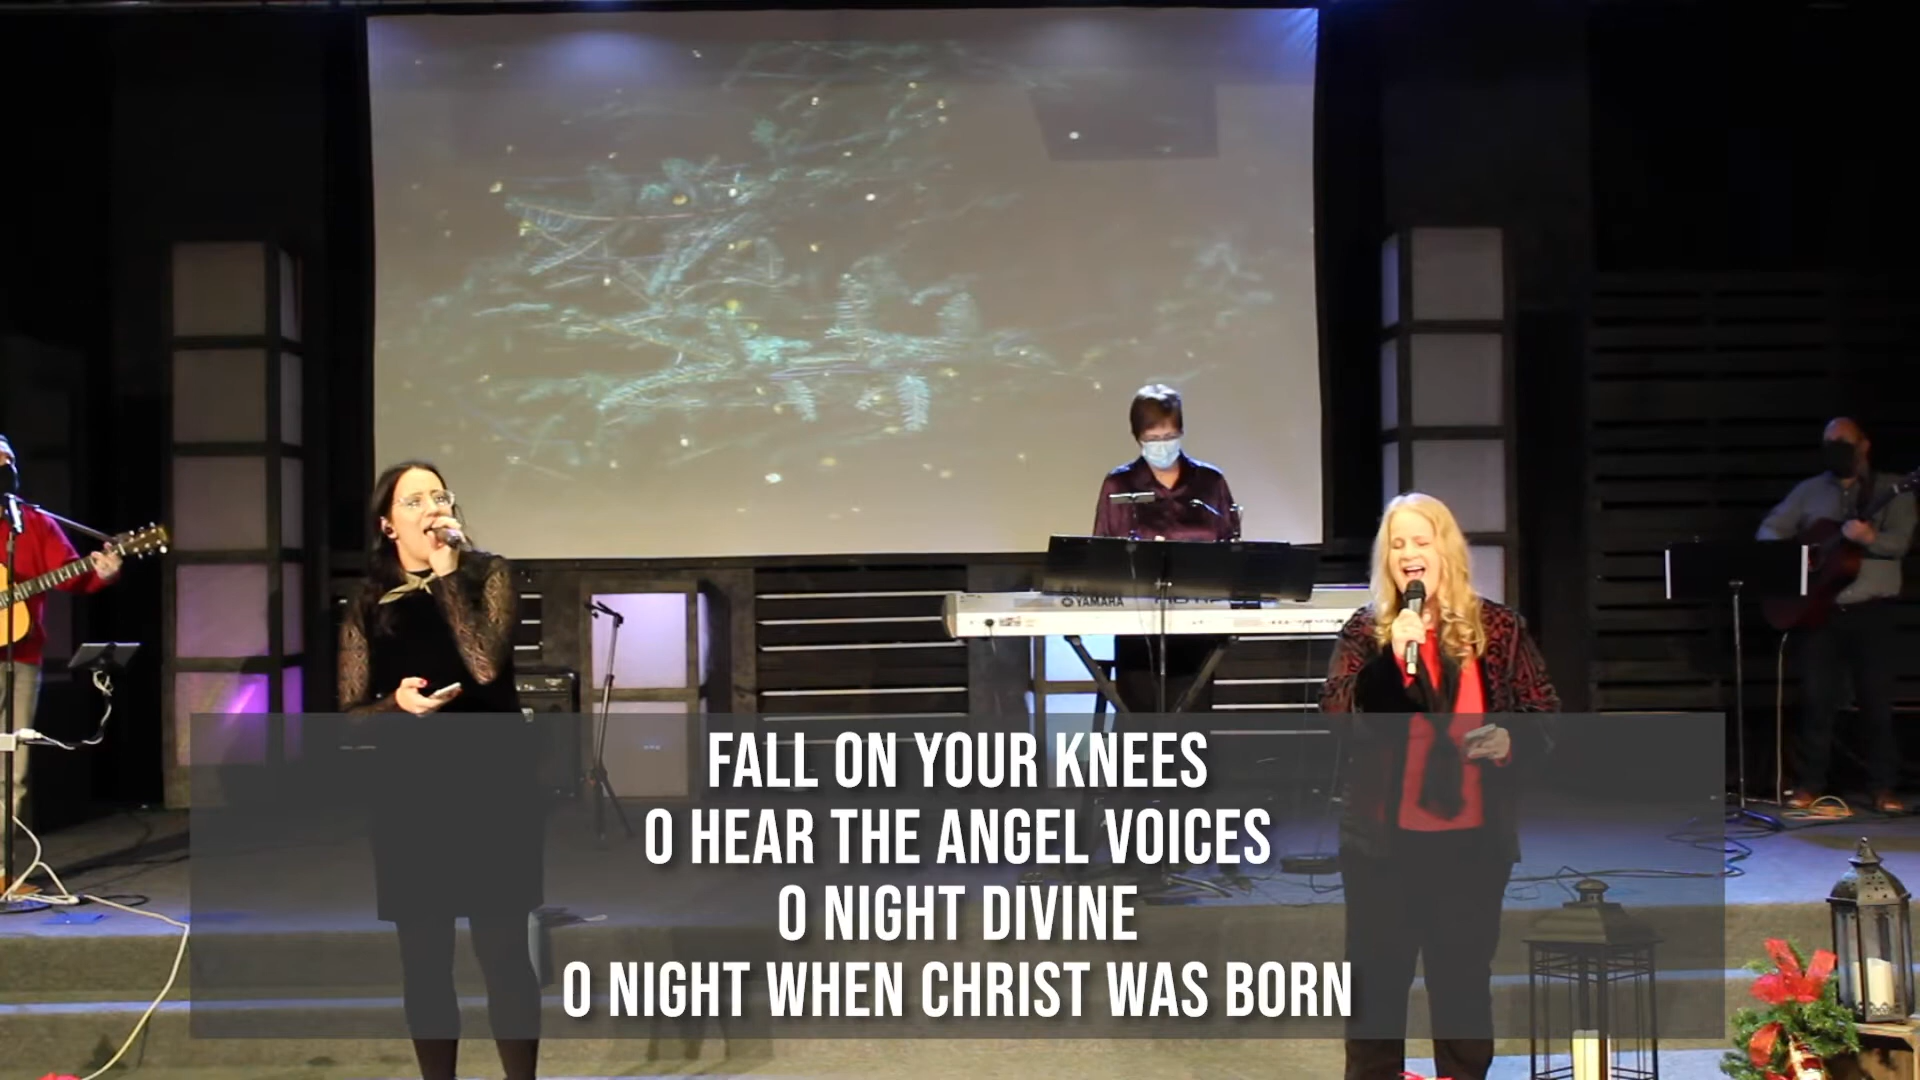 YAMAHA
FALL ON YOUR KNEES
O HEAR THE ANGEL VOICES
O NIGHT DIVINE
O NIGHT WHEN CHRIST WAS BORN